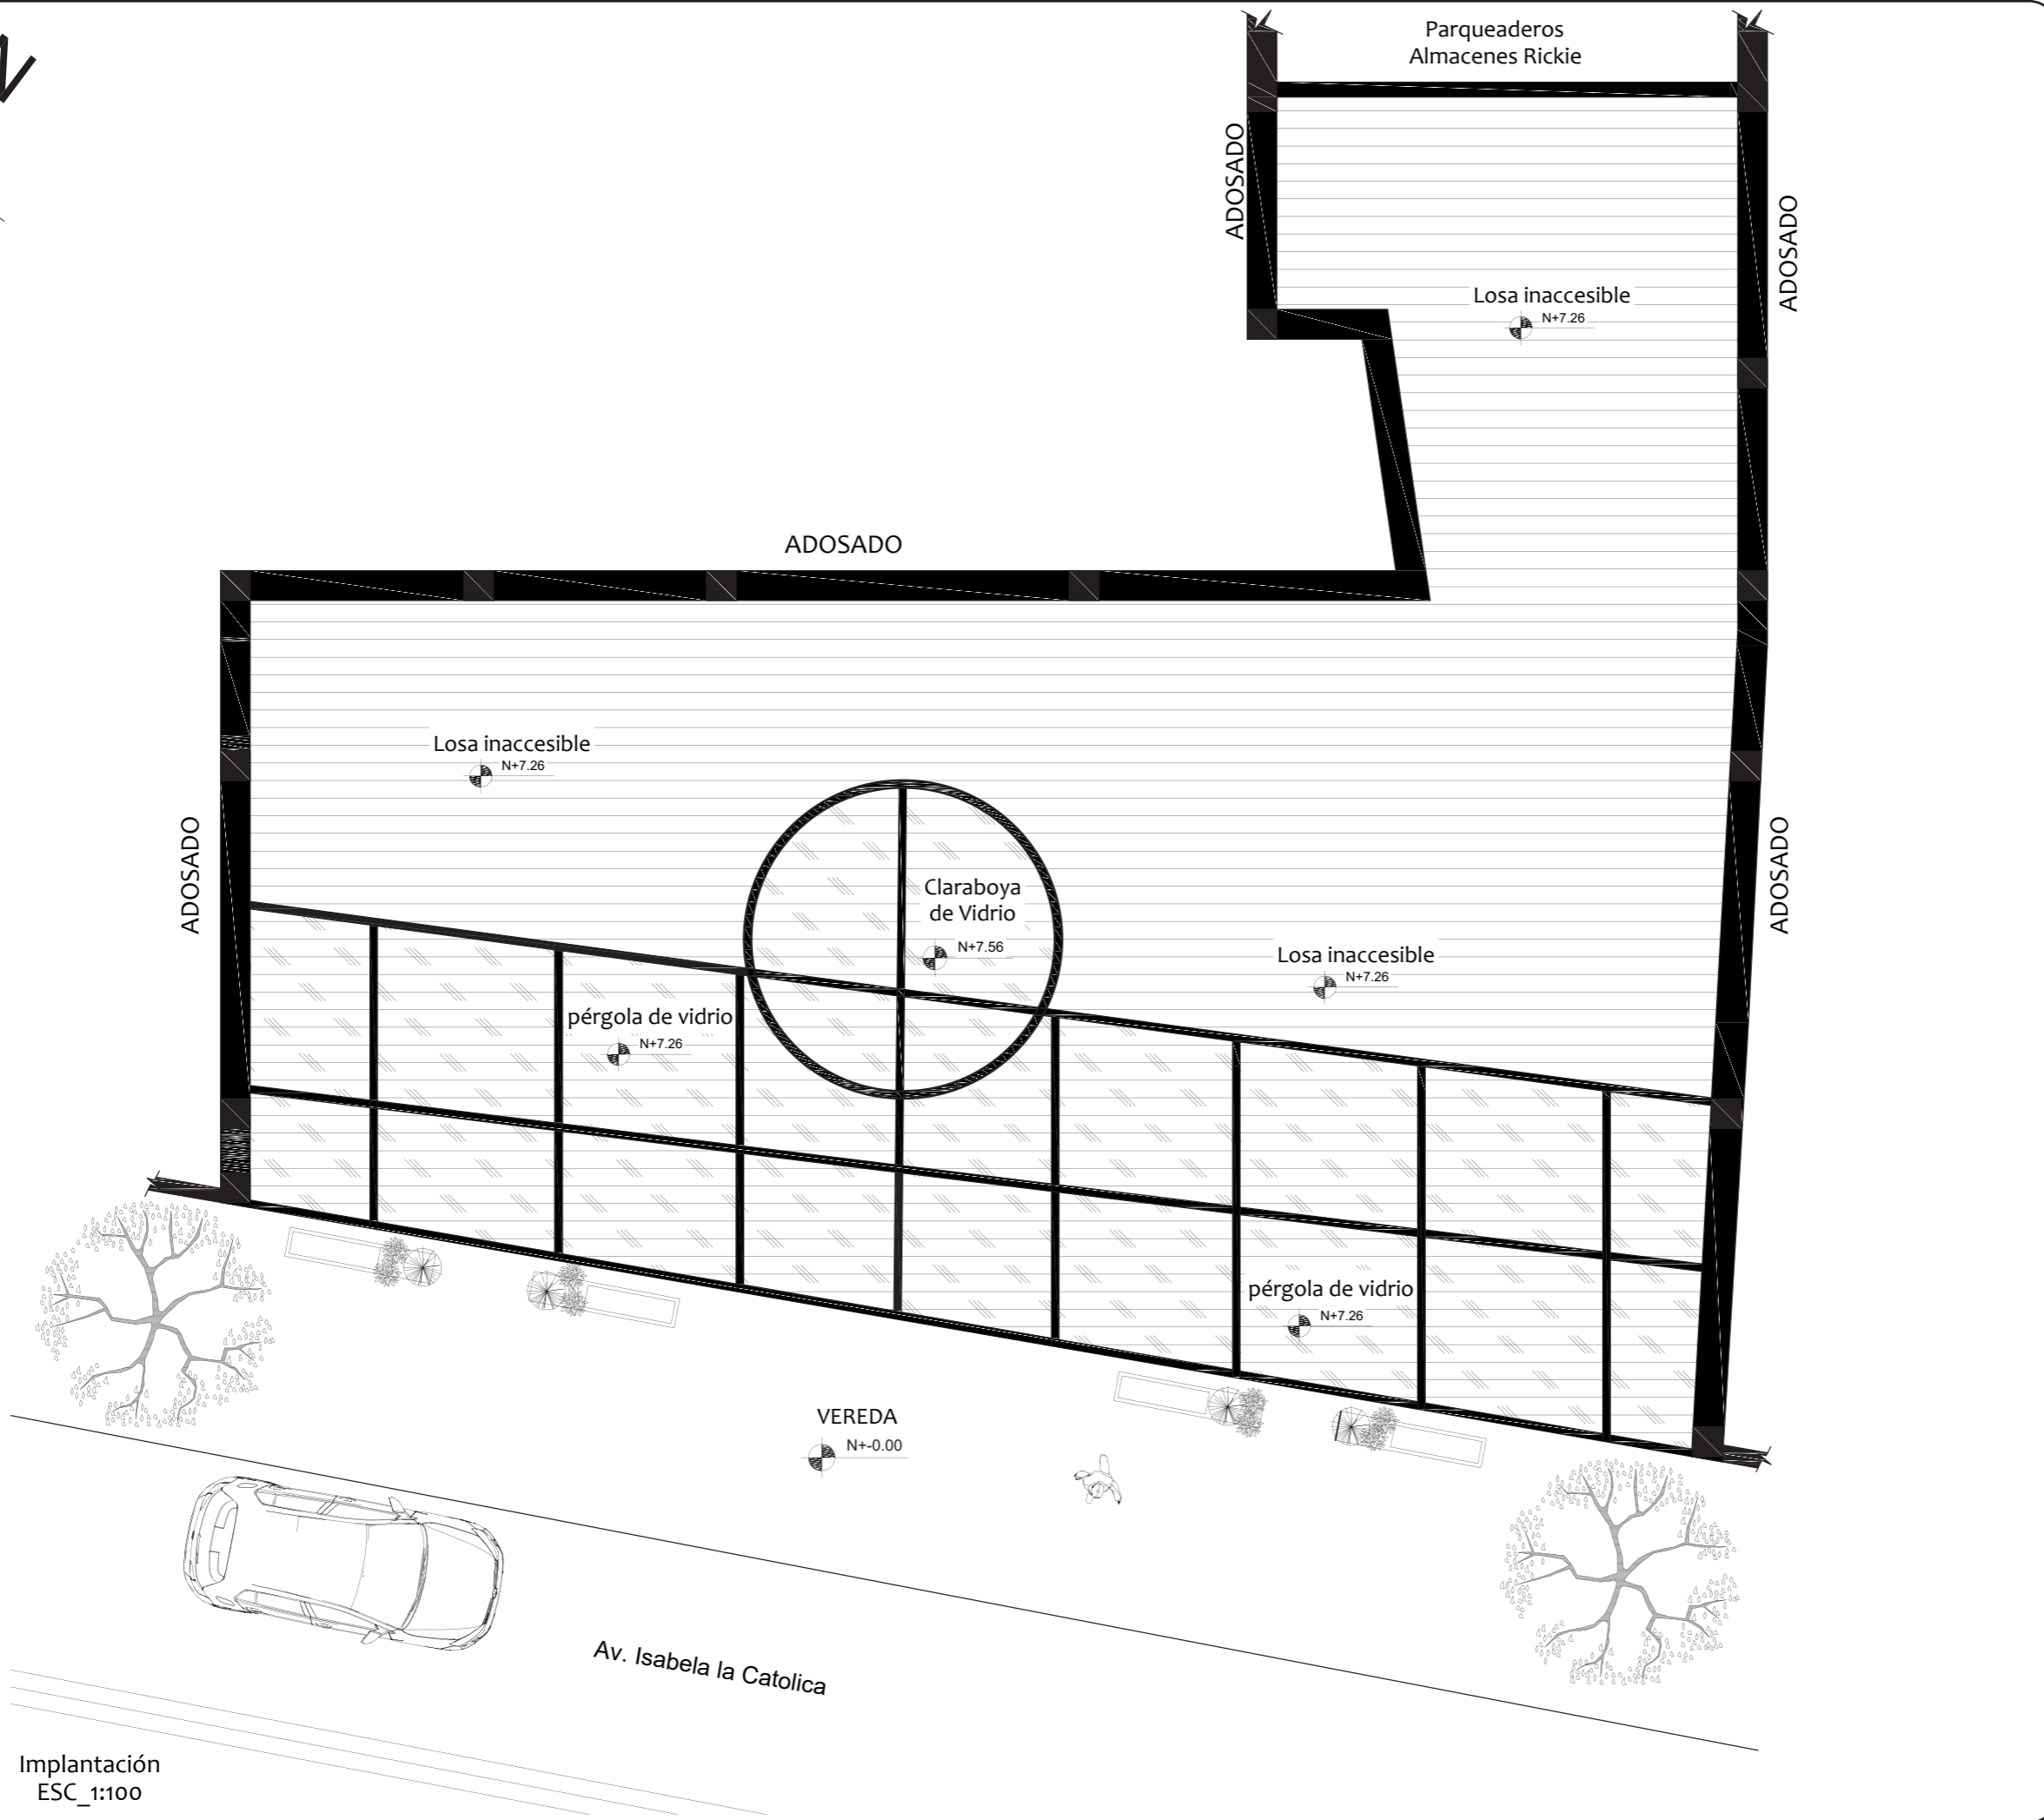 N
Parqueaderos
Almacenes Rickie
ADOSADO
ADOSADO
Losa inaccesible
N+7.26
ADOSADO
Losa inaccesible
N+7.26
ADOSADO
Claraboya
de Vidrio
N+7.56
ADOSADO
Losa inaccesible
N+7.26
pérgola de vidrio
N+7.26
pérgola de vidrio
N+7.26
VEREDA
N+-0.00
Av. Isabela la Catolica
Implantación
ESC_1:100